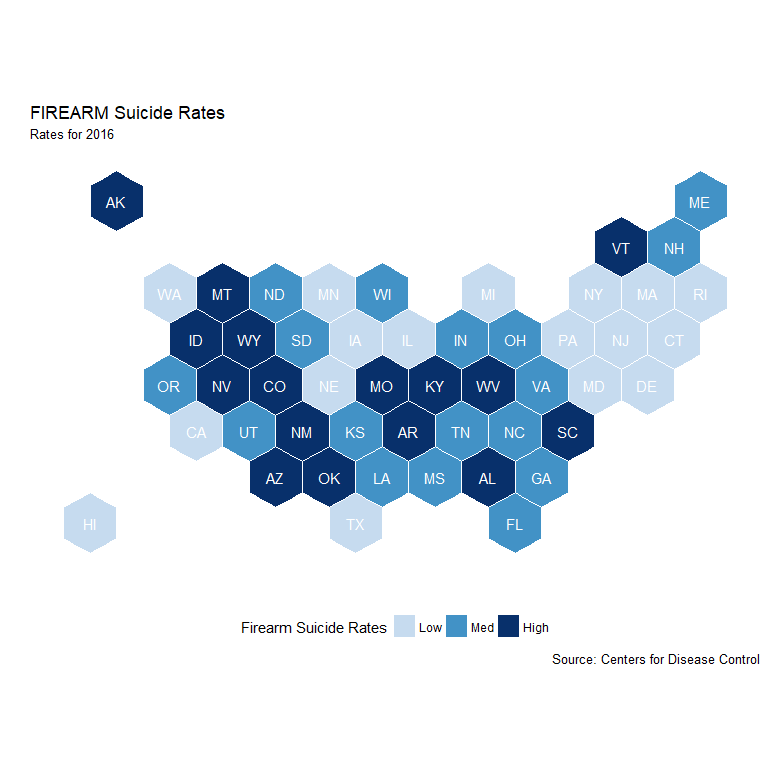 FIREARM Suicide Rates
Rates for 2016
AK ME
VT NH
WA MT ND MN WI MI NY MA RI
ID WY SD IA IL IN OH PA NJ CT
OR NV CO NE MO KY WV VA MD DE
CA UT NM KS AR TN NC SC
AZ OK LA MS AL GA
HI TX FL
Firearm Suicide Rates Low Med High
Source: Centers for Disease Control